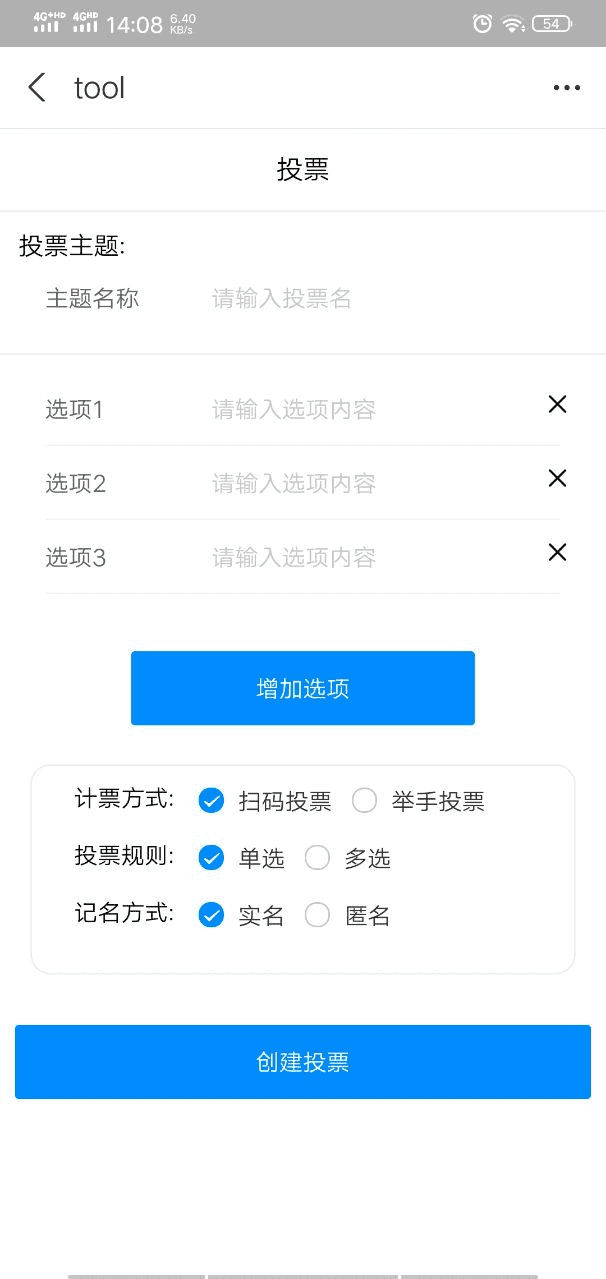 4G+HD 4GHD 14:08 6.40 KB/s 54
tool
投票
投票主题:
主题名称 请输入投票名
选项1 请输入选项内容
选项2 请输入选项内容
选项3 请输入选项内容
增加选项
计票方式: 扫码投票 举手投票
投票规则: 单选 多选
记名方式: 实名 匿名
创建投票